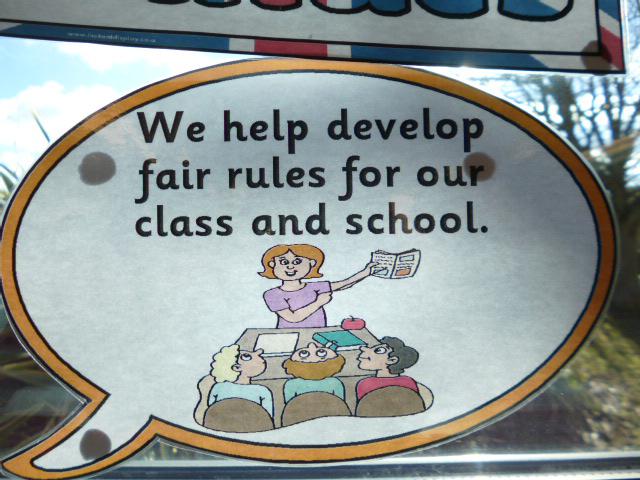 We help develop
fair rules for our
class and school.